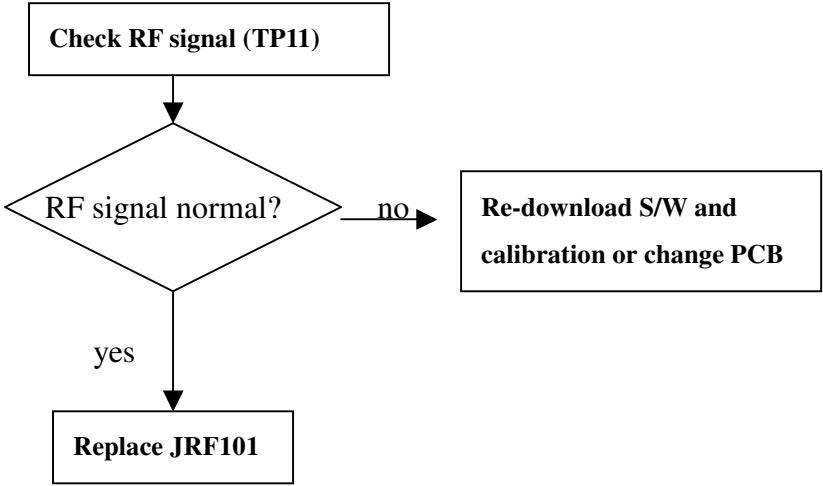 Check RF signal (TP11)
RF signal normal?
no
Re-download S/W and
calibration or change PCB
yes
Replace JRF101